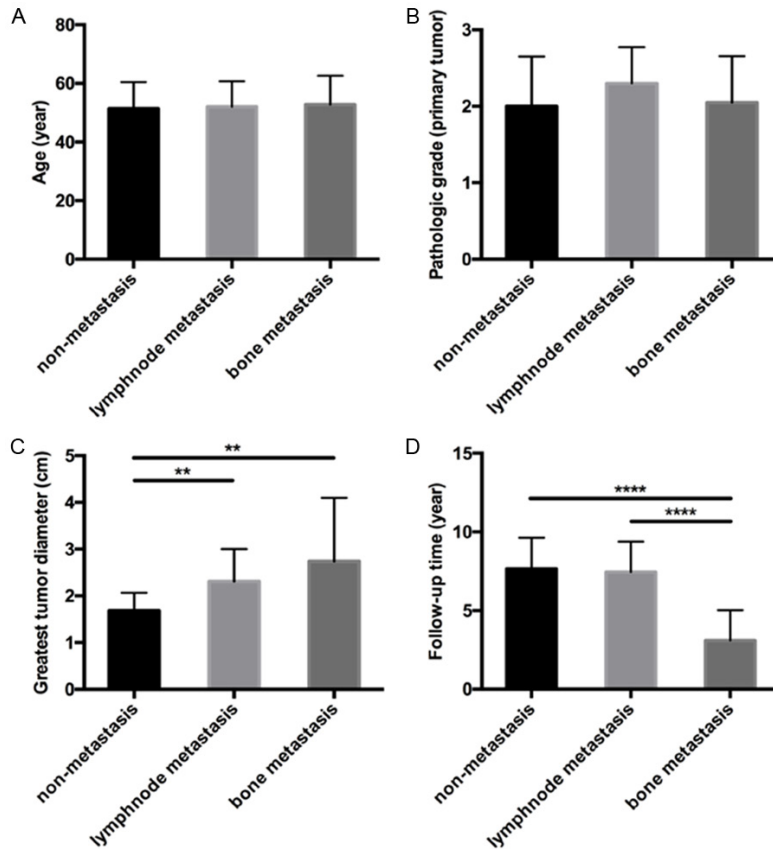 A
Age (year)
80
60
40
20
0
non-metastasis
lymphnode metastasis
bone metastasis
B
Pathologic grade (primary tumor)
3
2
1
0
non-metastasis
lymphnode metastasis
bone metastasis
C
Greatest tumor diameter (cm)
5
4
3
2
1
0
**
**
non-metastasis
lymphnode metastasis
bone metastasis
D
Follow-up time (year)
15
10
5
0
****
****
non-metastasis
lymphnode metastasis
bone metastasis